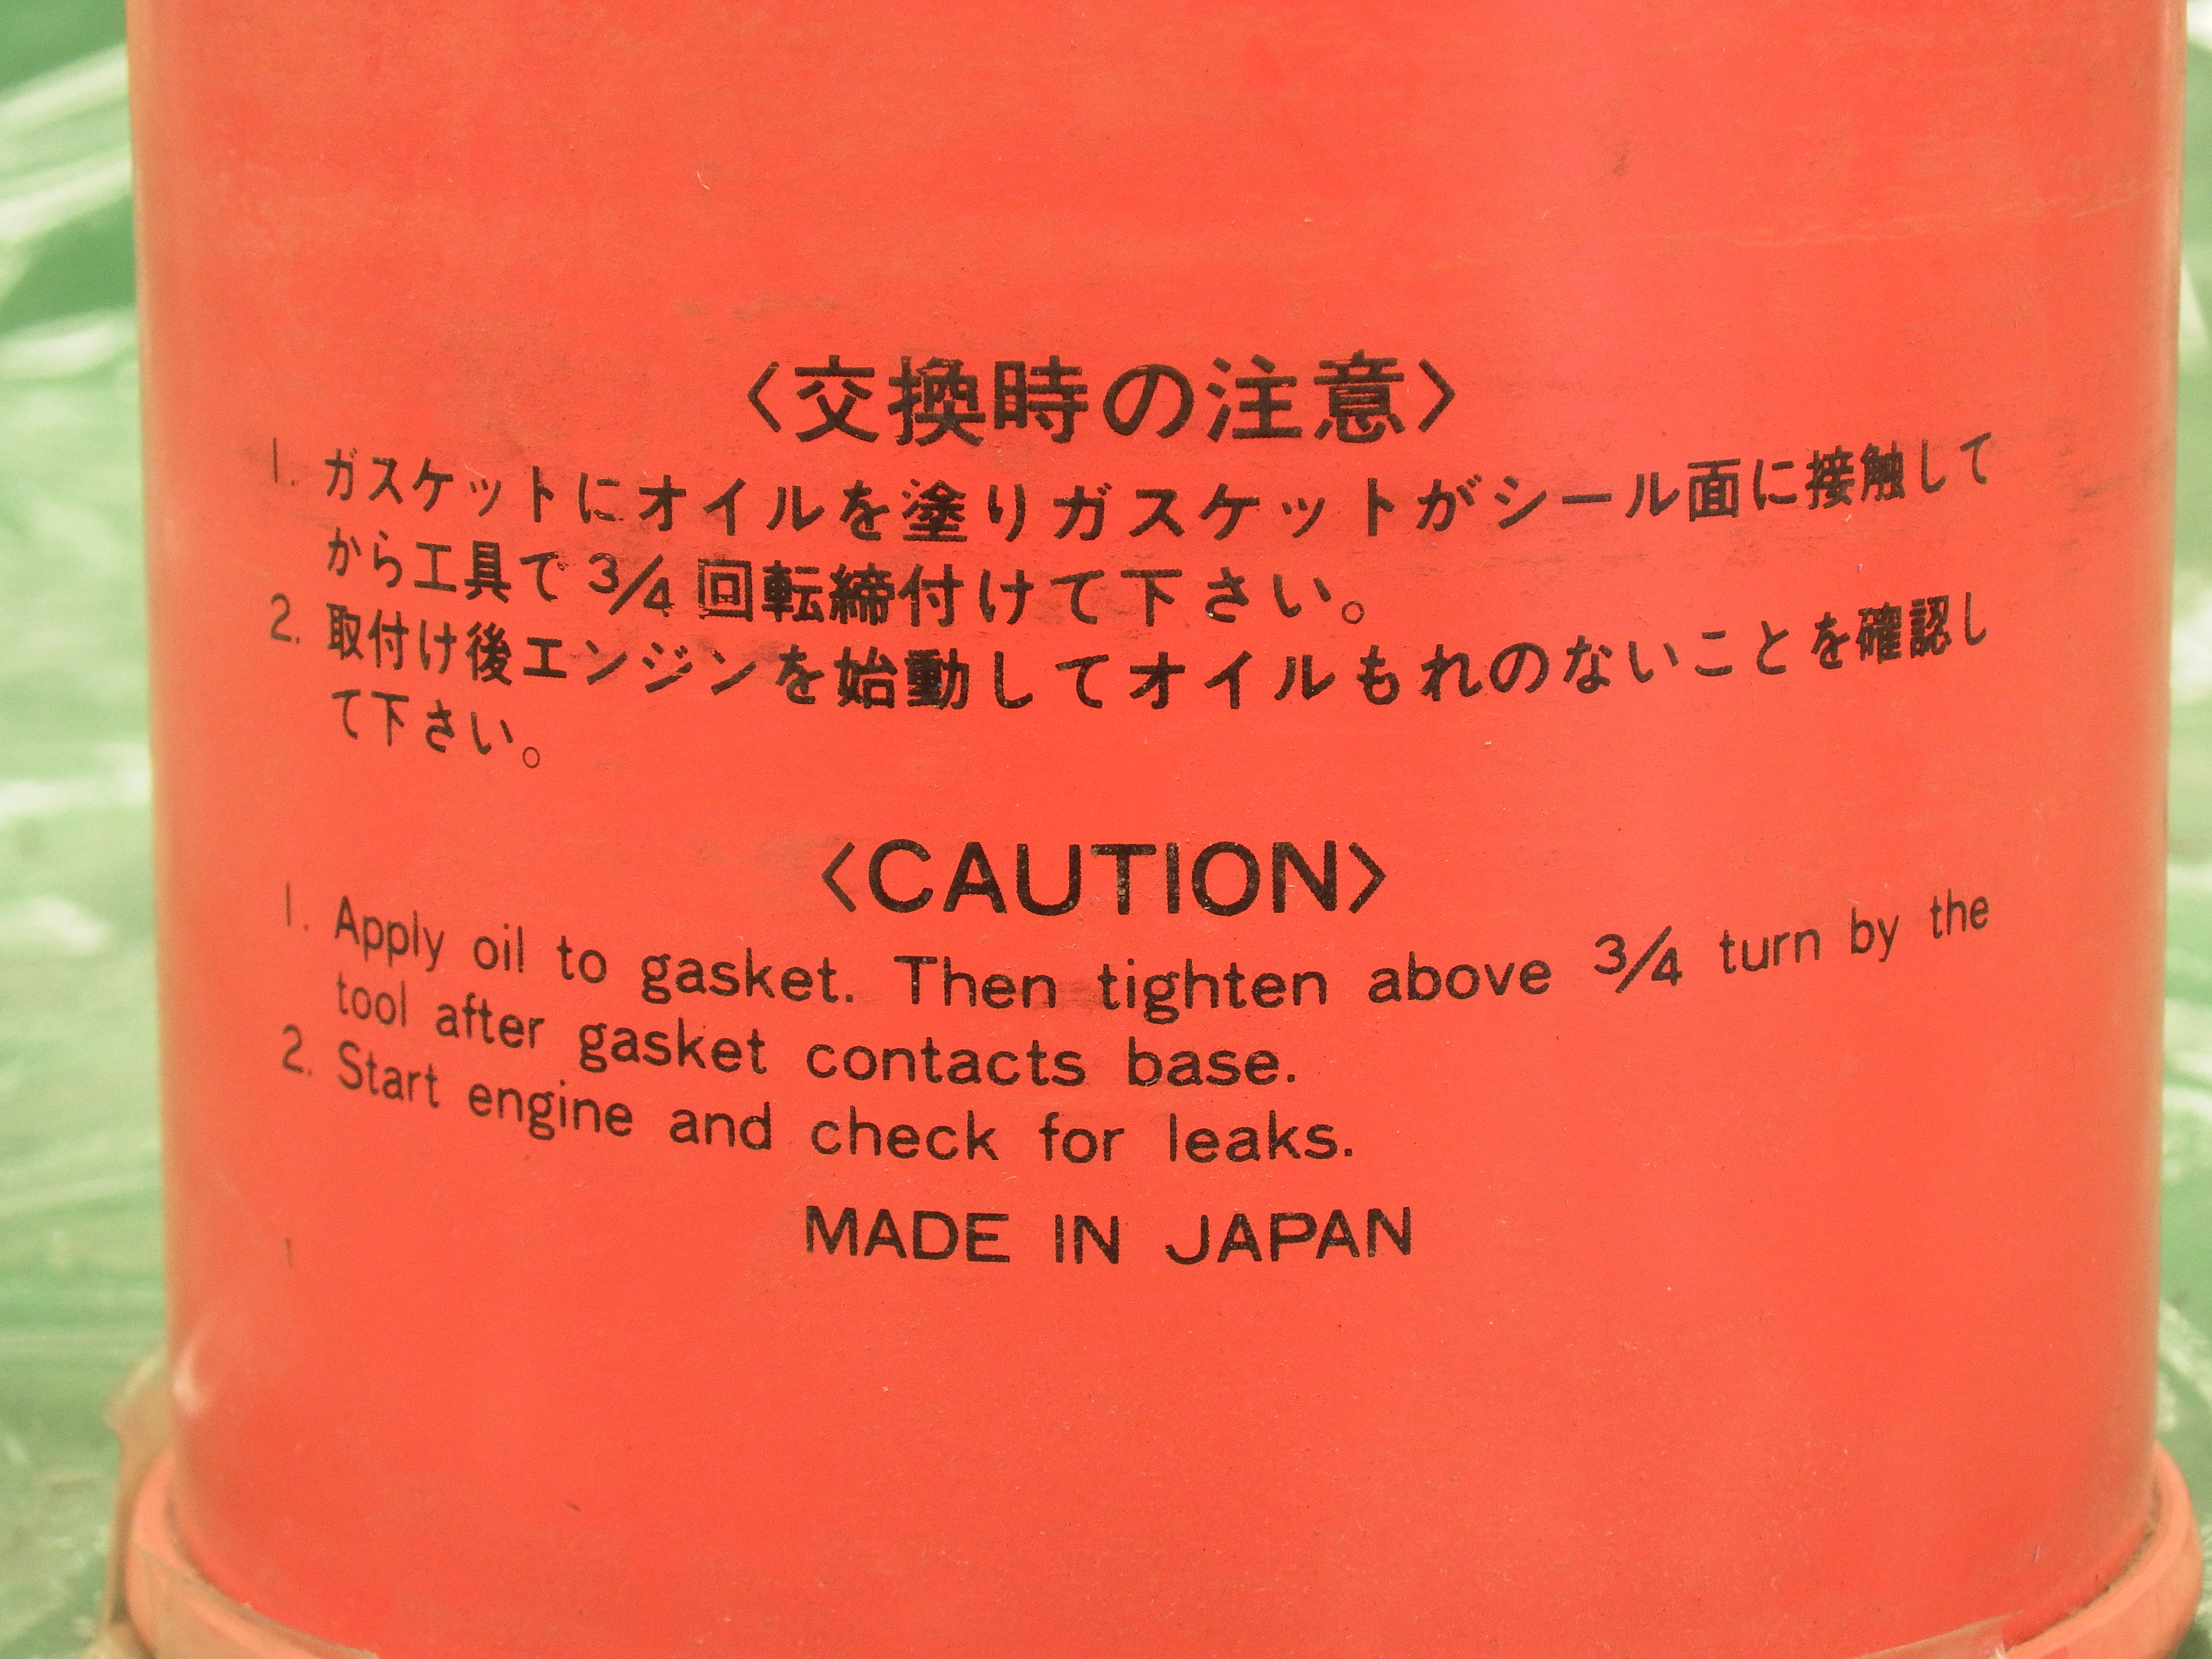 〈交換時の注意〉
1. ガスケットにオイルを塗りガスケットがシール面に接触して
から工具で 3/4 回転締付けて下さい。
2. 取付け後エンジンを始動してオイルもれのないことを確認し
て下さい。
〈CAUTION〉
1. Apply oil to gasket. Then tighten above 3/4 turn by the
tool after gasket contacts base.
2. Start engine and check for leaks.
MADE IN JAPAN
1